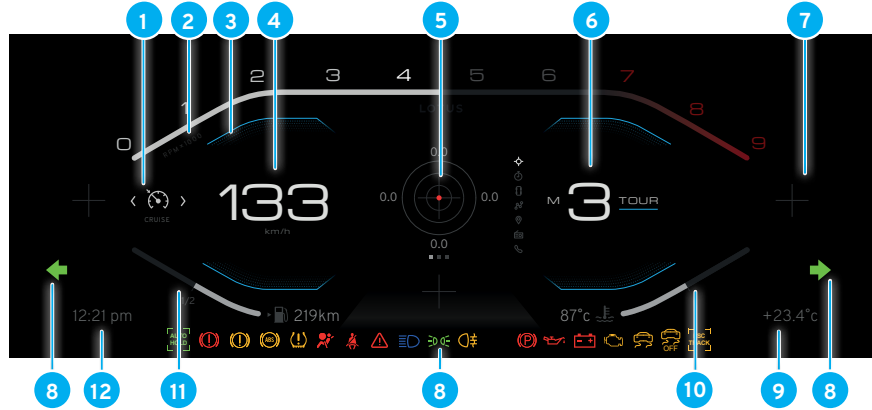 1 2 3 4 5 6 7
0 1 2 3 4 5 6 7 8 9
RPM×1000
LOTUS
CRUISE
133
km/h
0.0
0.0 0.0
0.0
M 3 TOUR
1/2
12:21 pm
219km
87°c
+23.4°c
AUTO HOLD
ABS
P
OFF
ESC TRACK
8 12 11 8 10 9 8